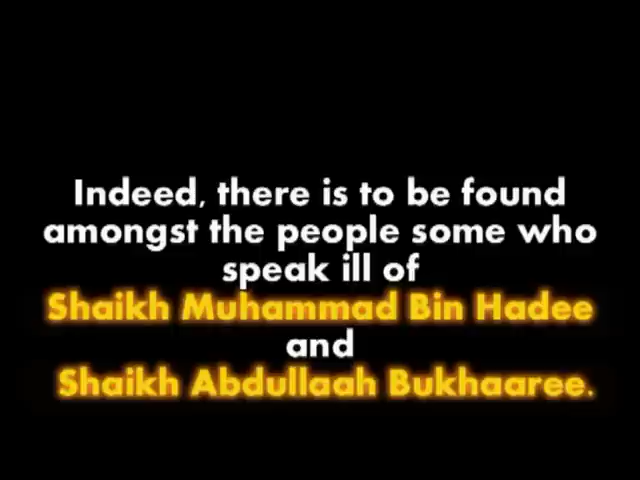 Indeed, there is to be found
amongst the people some who
speak ill of
Shaikh Muhammad Bin Hadee
and
Shaikh Abdullaah Bukhaaree.